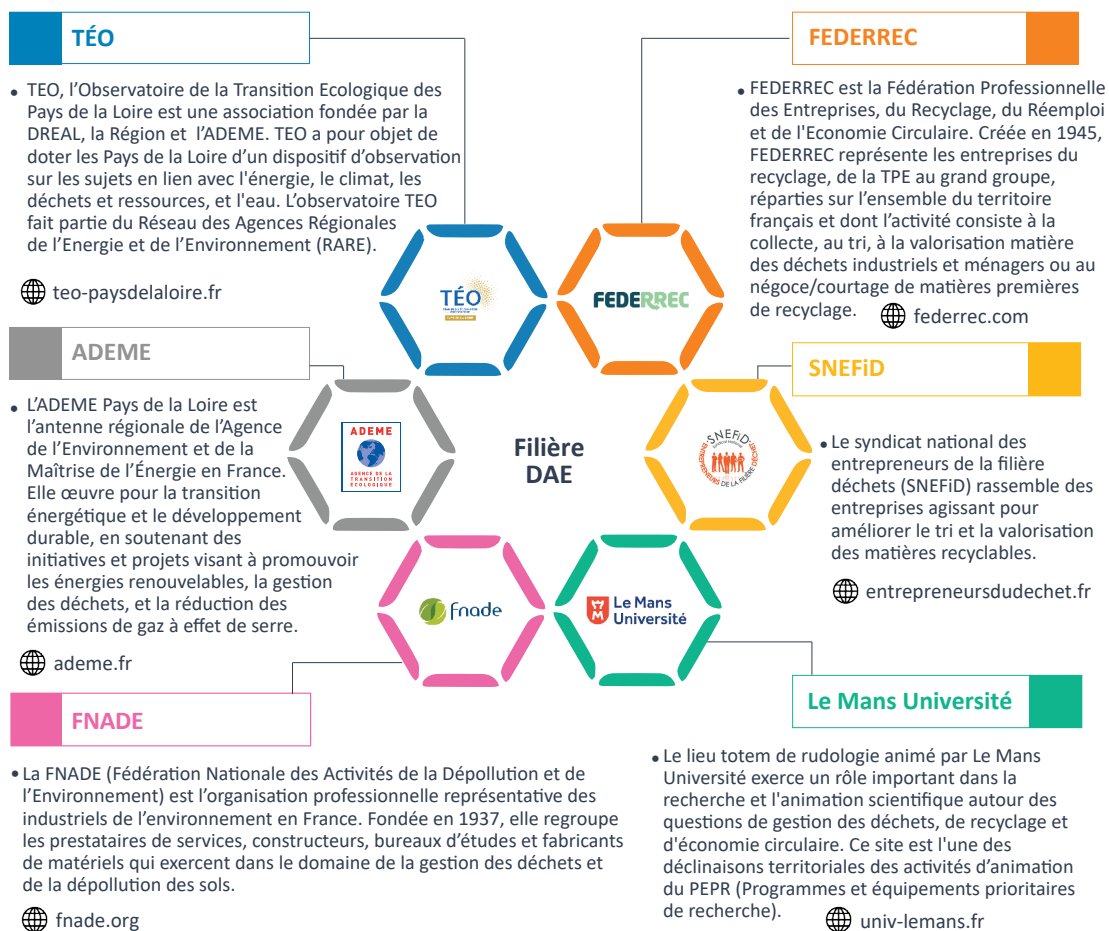 TÉO
• TEO, l'Observatoire de la Transition Ecologique des
Pays de la Loire est une association fondée par la
DREAL, la Région et l'ADEME. TEO a pour objet de
doter les Pays de la Loire d'un dispositif d'observation
sur les sujets en lien avec l'énergie, le climat, les
déchets et ressources, et l'eau. L'observatoire TEO
fait partie du Réseau des Agences Régionales
de l'Energie et de l'Environnement (RARE).
teo-paysdelaloire.fr
FEDERREC
• FEDERREC est la Fédération Professionnelle
des Entreprises, du Recyclage, du Réemploi
et de l'Economie Circulaire. Créée en 1945,
FEDERREC représente les entreprises du
recyclage, de la TPE au grand groupe,
réparties sur l'ensemble du territoire
français et dont l'activité consiste à la
collecte, au tri, à la valorisation matière
des déchets industriels et ménagers ou au
négoce/courtage de matières premières
de recyclage.
federrec.com
TÉO
FEDERREC
ADEME
• L'ADEME Pays de la Loire est
l'antenne régionale de l'Agence
de l'Environnement et de la
Maîtrise de l'Énergie en France.
Elle œuvre pour la transition
énergétique et le développement
durable, en soutenant des
initiatives et projets visant à promouvoir
les énergies renouvelables, la gestion
des déchets, et la réduction des
émissions de gaz à effet de serre.
ademe.fr
ADEME
AGENCE DE LA
TRANSITION
ÉCOLOGIQUE
Filière
DAE
SNEFiD
Syndicat National
ENTREPRENEURS DE LA FILIÈRE DÉCHET
SNEFiD
• Le syndicat national des
entrepreneurs de la filière
déchets (SNEFiD) rassemble des
entreprises agissant pour
améliorer le tri et la valorisation
des matières recyclables.
entrepreneursdudechet.fr
fnade
Le Mans
Université
FNADE
• La FNADE (Fédération Nationale des Activités de la Dépollution et de
l'Environnement) est l'organisation professionnelle représentative des
industriels de l'environnement en France. Fondée en 1937, elle regroupe
les prestataires de services, constructeurs, bureaux d'études et fabricants
de matériels qui exercent dans le domaine de la gestion des déchets et
de la dépollution des sols.
fnade.org
Le Mans Université
• Le lieu totem de rudologie animé par Le Mans
Université exerce un rôle important dans la
recherche et l'animation scientifique autour des
questions de gestion des déchets, de recyclage et
d'économie circulaire. Ce site est l'une des
déclinaisons territoriales des activités d'animation
du PEPR (Programmes et équipements prioritaires
de recherche).
univ-lemans.fr